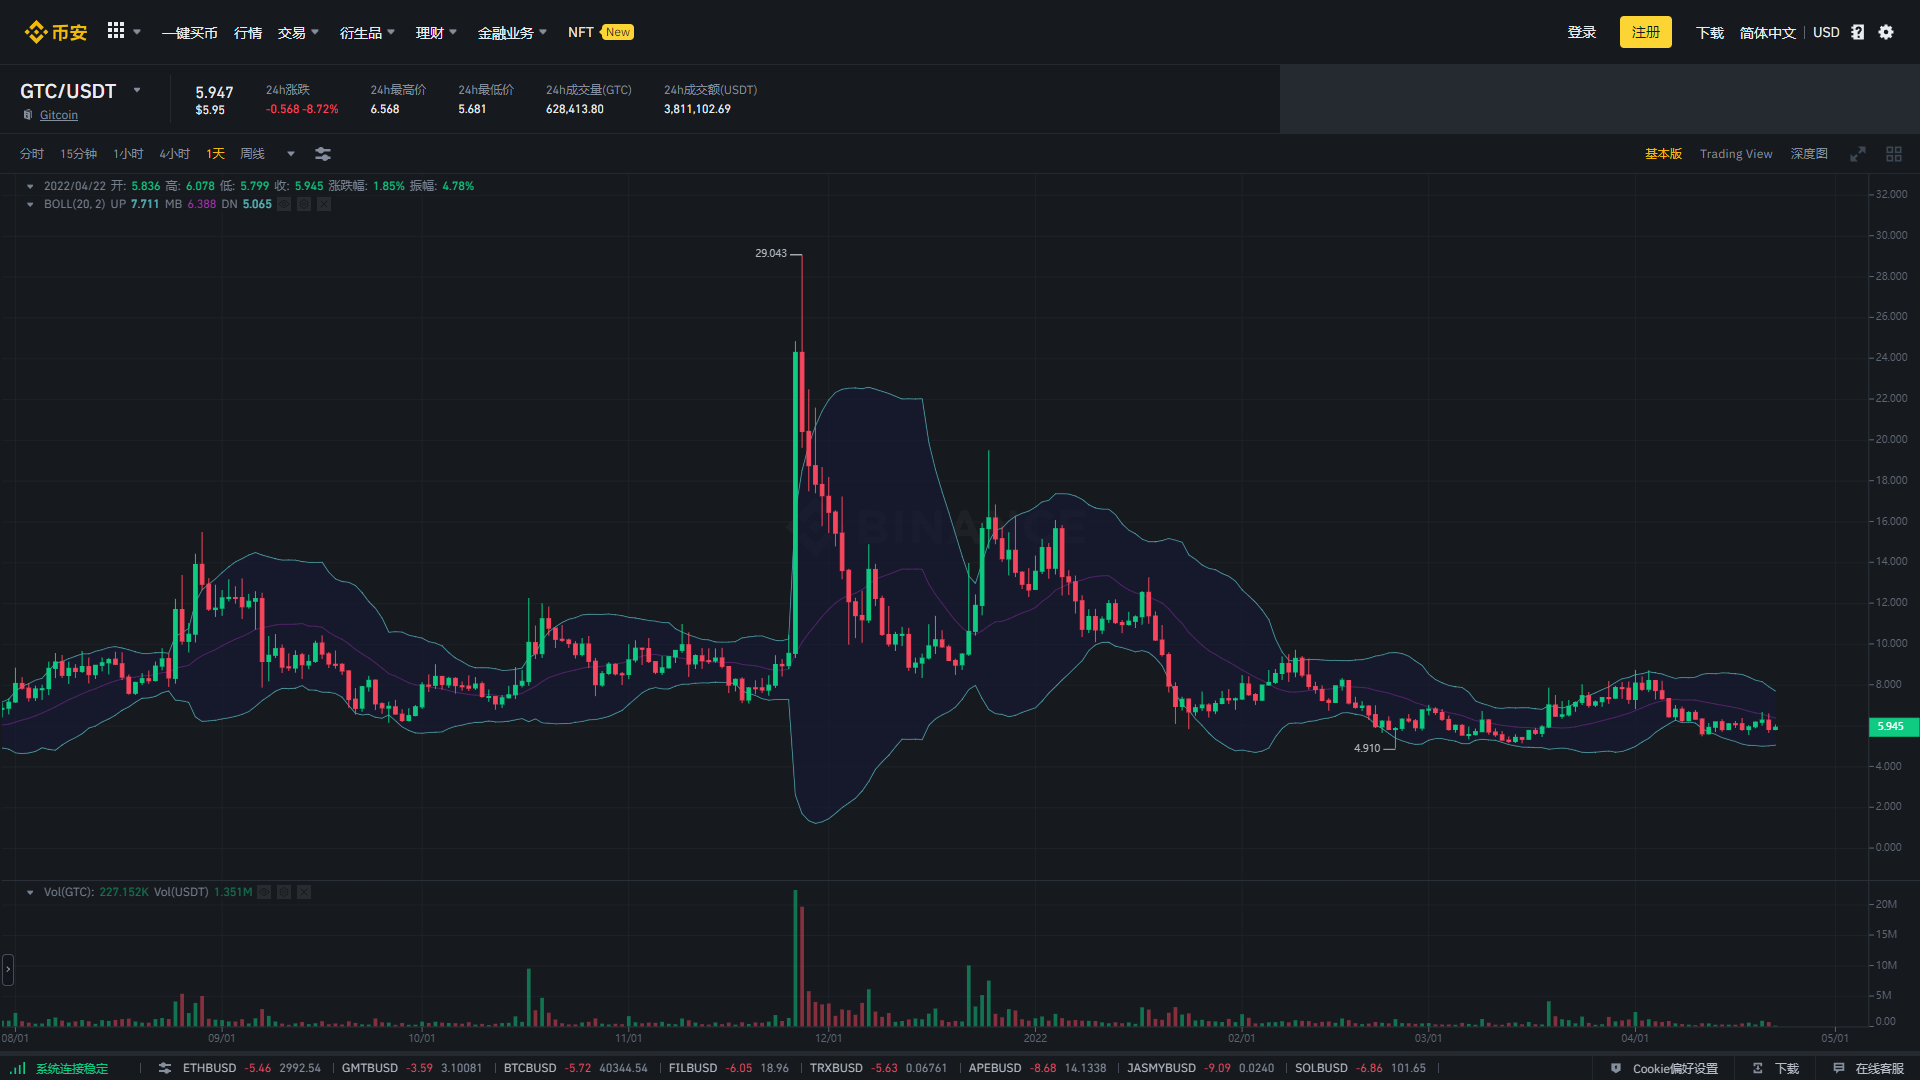 币安 一键买币 行情 交易 衍生品 理财 金融业务 NFT New 登录 注册 下载 简体中文 USD
GTC/USDT
Gitcoin
5.947
$5.95
24h涨跌
-0.568 -8.72%
24h最高价
6.568
24h最低价
5.681
24h成交量(GTC)
628,413.80
24h成交额(USDT)
3,811,102.69
分时 15分钟 1小时 4小时 1天 周线 基本版 Trading View 深度图
2022/04/22 开: 5.836 高: 6.078 低: 5.799 收: 5.945 涨跌幅: 1.85% 振幅: 4.78%
BOLL(20, 2) UP 7.711 MB 6.388 DN 5.065
32.000
30.000
29.043
28.000
26.000
24.000
22.000
20.000
18.000
16.000
BINANCE
14.000
12.000
10.000
8.000
5.945
4.910
4.000
2.000
0.000
Vol(GTC): 227.152K Vol(USDT) 1.351M
20M
15M
10M
5M
0.00
08/01 09/01 10/01 11/01 12/01 2022 02/01 03/01 04/01 05/01
系统连接稳定 ETHBUSD -5.46 2992.54 GMTBUSD -3.59 3.10081 BTCBUSD -5.72 40344.54 FILBUSD -6.05 18.96 TRXBUSD -5.63 0.06761 APEBUSD -8.68 14.1338 JASMYBUSD -9.09 0.0240 SOLBUSD -6.86 101.65 Cookie偏好设置 下载 在线客服